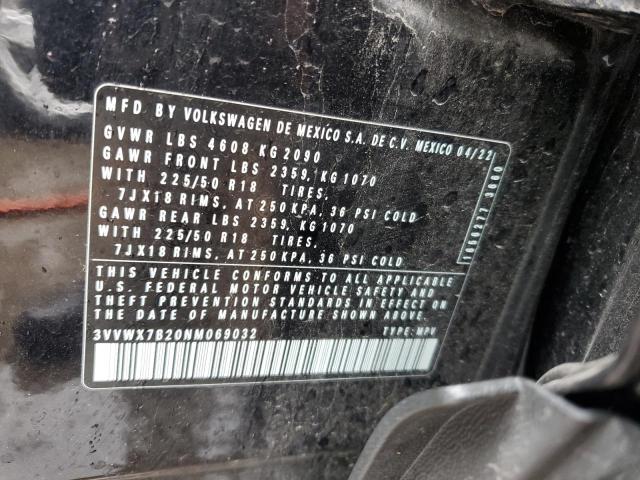 MFD. BY VOLKSWAGEN DE MEXICO S.A. DE C.V. MEXICO 04/22
GVWR LBS 4608 KG 2090
GAWR FRONT LBS 2359, KG 1070
WITH 225/50 R18 TIRES,
7JX18 RIMS, AT 250 KPA, 36 PSI COLD
GAWR REAR LBS 2359, KG 1070
WITH 225/50 R18 TIRES,
7JX18 RIMS, AT 250 KPA, 36 PSI COLD
THIS VEHICLE CONFORMS TO ALL APPLICABLE
U.S. FEDERAL MOTOR VEHICLE SAFETY AND
THEFT PREVENTION STANDARDS IN EFFECT ON
THE DATE OF MANUFACTURE SHOWN ABOVE.
3VVWX7B20NM069032 TYPE: MPV